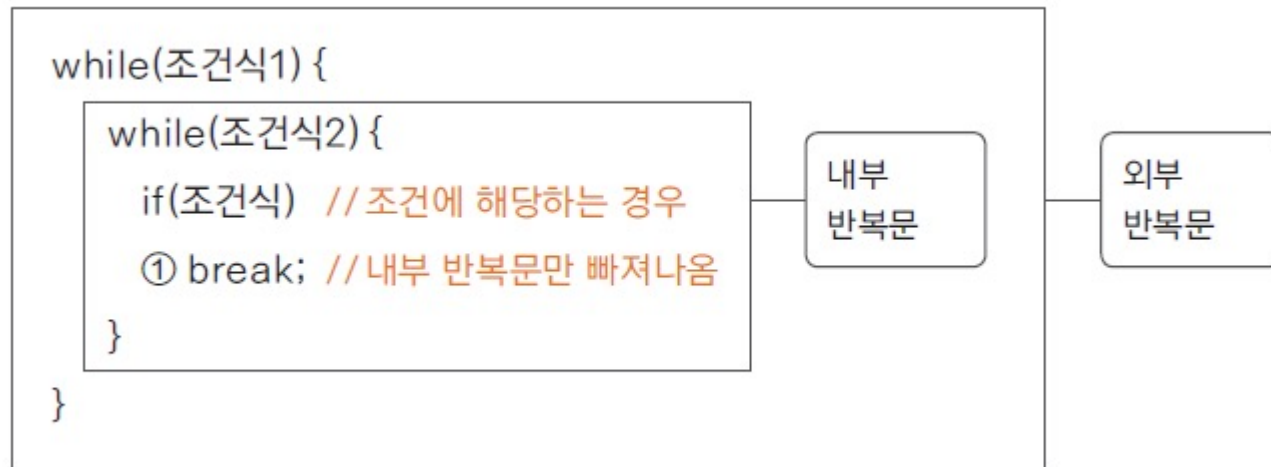 while(조건식1) {
while(조건식2) {
if(조건식) //조건에 해당하는 경우
① break; //내부 반복문만 빠져나옴
}
}
내부
반복문
외부
반복문